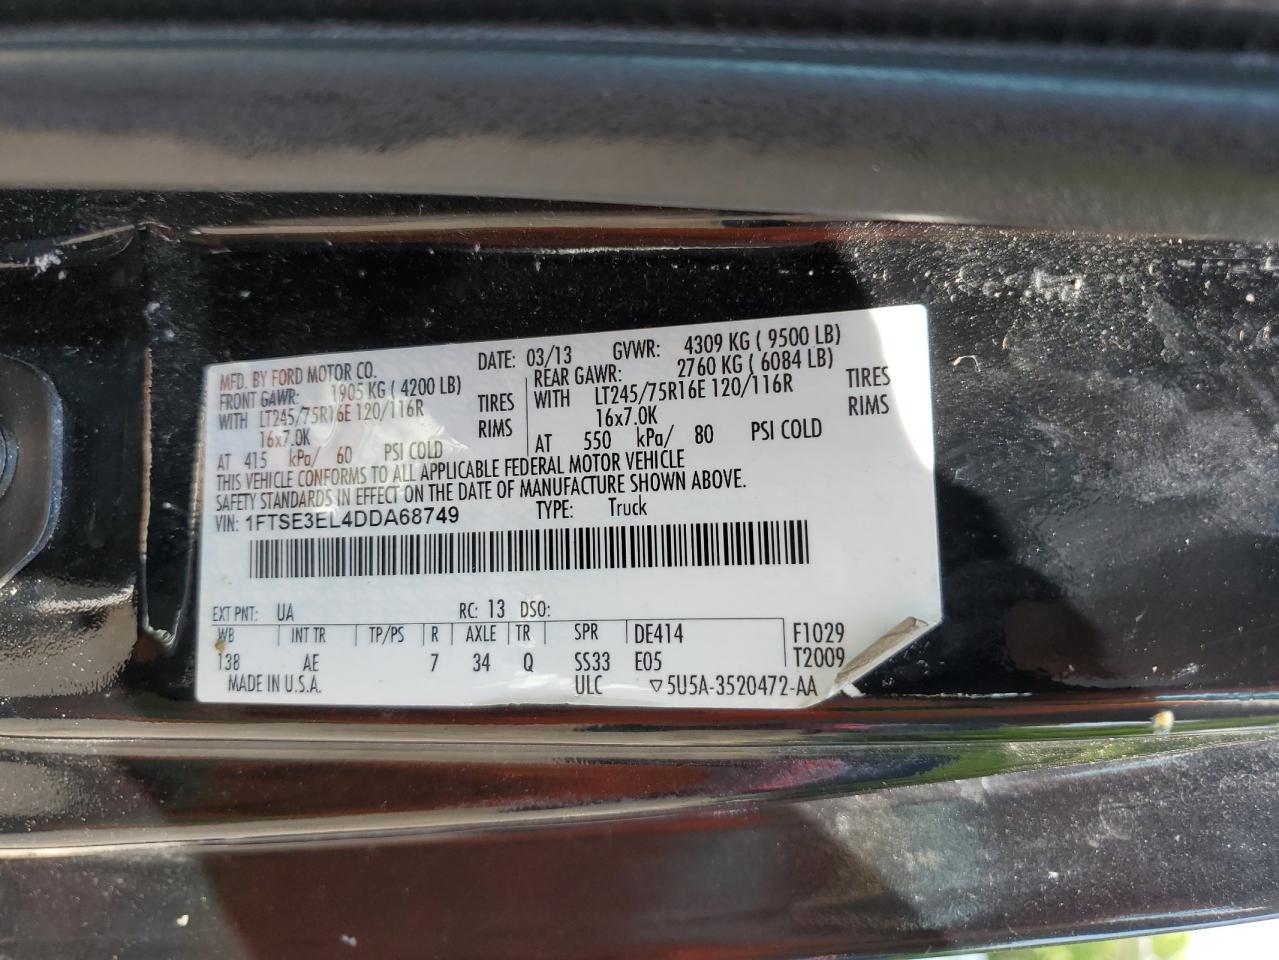 MFD. BY FORD MOTOR CO. DATE: 03/13 GVWR: 4309 KG ( 9500 LB)
FRONT GAWR: 1905 KG ( 4200 LB) REAR GAWR: 2760 KG ( 6084 LB)
WITH LT245/75R16E 120/116R TIRES WITH LT245/75R16E 120/116R TIRES
16x7.0K RIMS 16x7.0K RIMS
AT 415 kPa/ 60 PSI COLD AT 550 kPa/ 80 PSI COLD
THIS VEHICLE CONFORMS TO ALL APPLICABLE FEDERAL MOTOR VEHICLE
SAFETY STANDARDS IN EFFECT ON THE DATE OF MANUFACTURE SHOWN ABOVE.
VIN: 1FTSE3EL4DDA68749 TYPE: Truck
EXT PNT: UA RC: 13 DSO:
WB INT TR TP/PS R AXLE TR SPR DE414 F1029
138 AE 7 34 Q SS33 E05 T2009
MADE IN U.S.A. ULC ▽5U5A-3520472-AA